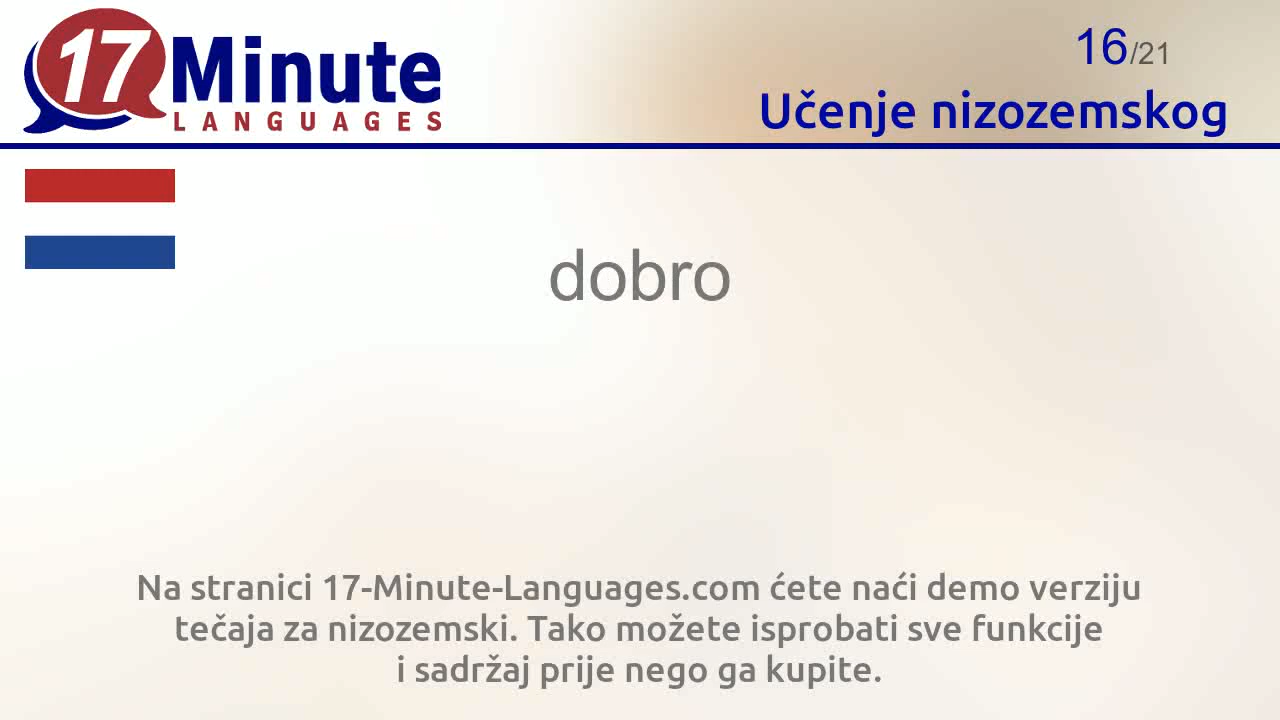 17 Minute
LANGUAGES
16/21
Učenje nizozemskog
dobro
Na stranici 17-Minute-Languages.com ćete naći demo verziju
tečaja za nizozemski. Tako možete isprobati sve funkcije
i sadržaj prije nego ga kupite.